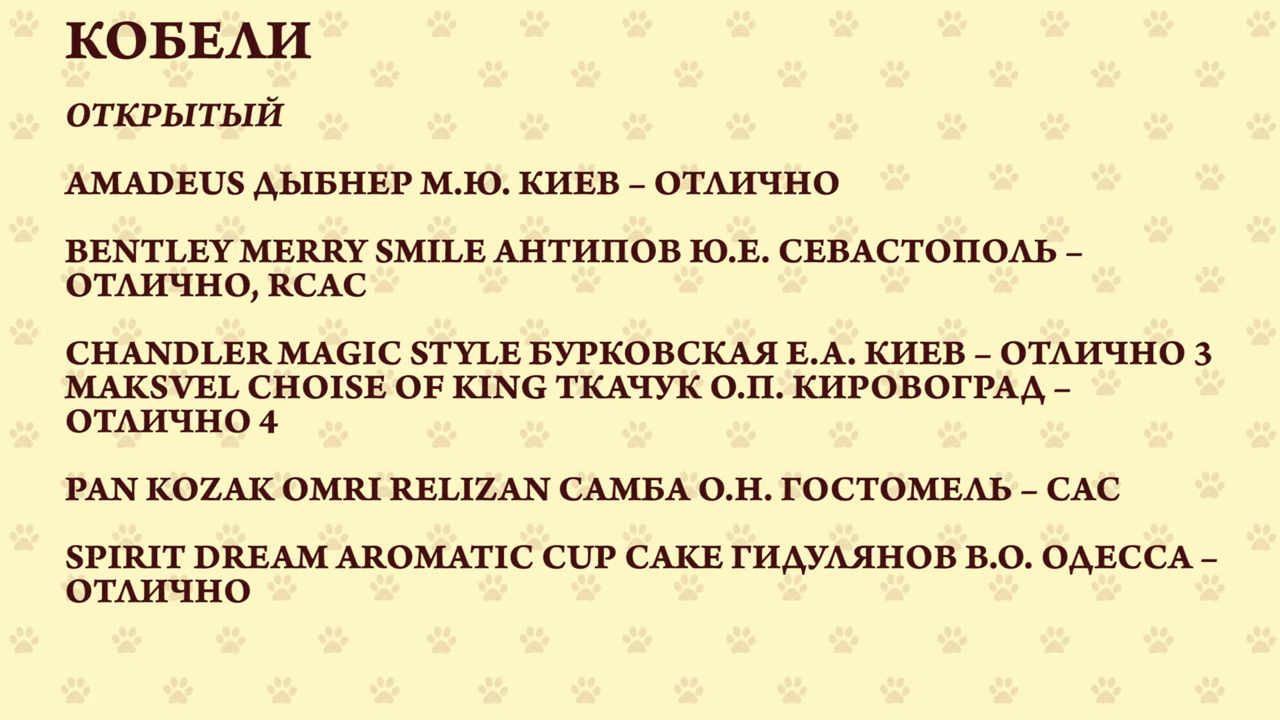 КОБЕЛИ
ОТКРЫТЫЙ
AMADEUS ДЫБНЕР М.Ю. КИЕВ – ОТЛИЧНО
BENTLEY MERRY SMILE АНТИПОВ Ю.Е. СЕВАСТОПОЛЬ –
ОТЛИЧНО, RCAC
CHANDLER MAGIC STYLE БУРКОВСКАЯ Е.А. КИЕВ – ОТЛИЧНО 3
MAKSVEL CHOISE OF KING ТКАЧУК О.П. КИРОВОГРАД –
ОТЛИЧНО 4
PAN KOZAK OMRI RELIZAN САМБА О.Н. ГОСТОМЕЛЬ – САС
SPIRIT DREAM AROMATIC CUP CAKE ГИДУЛЯНОВ В.О. ОДЕССА –
ОТЛИЧНО